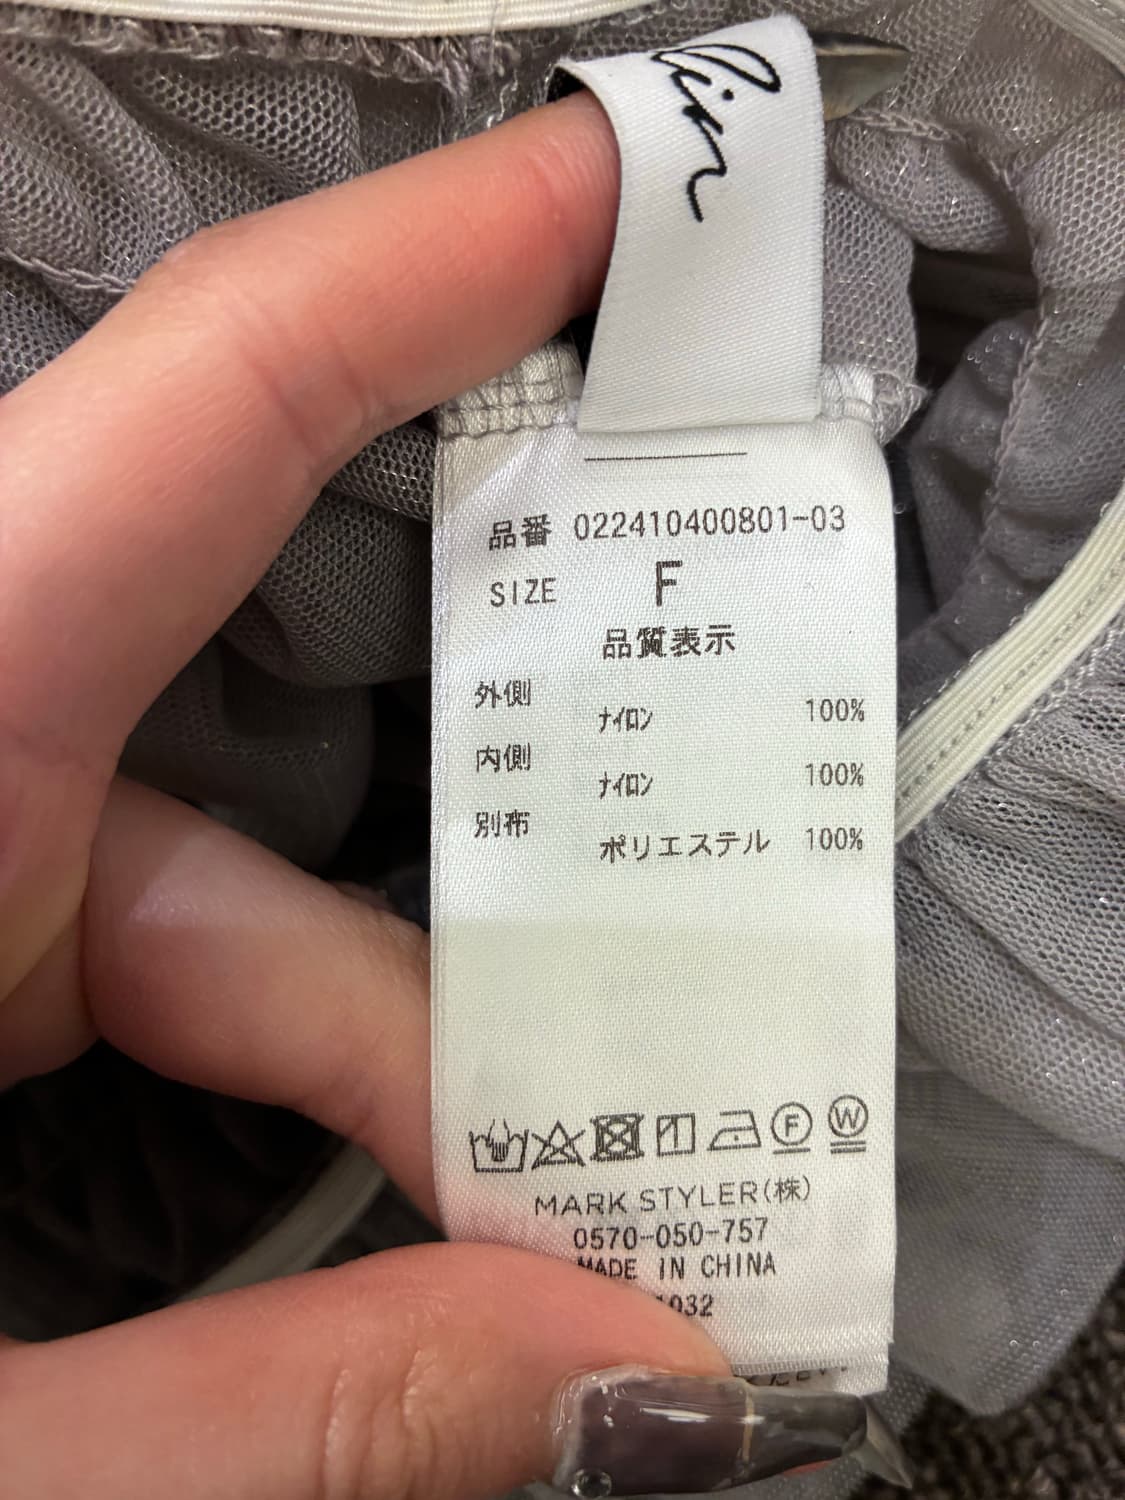 lin
品番 022410400801-03
SIZE F
品質表示
外側 ナイロン 100%
内側 ナイロン 100%
別布 ポリエステル 100%
F W
MARK STYLER(株)
0570-050-757
MADE IN CHINA
1032